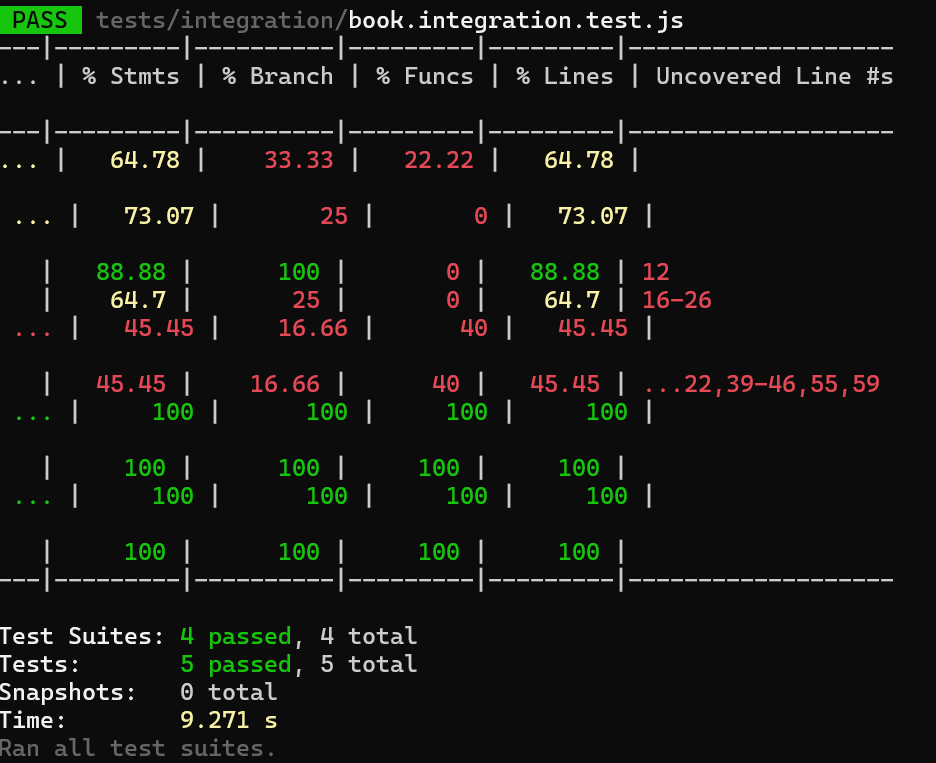 PASS tests/integration/book.integration.test.js
---|---------|----------|---------|---------|-------------------
... | % Stmts | % Branch | % Funcs | % Lines | Uncovered Line #s
---|---------|----------|---------|---------|-------------------
... |   64.78 |    33.33 |   22.22 |   64.78 |
 ... |   73.07 |       25 |       0 |   73.07 |
   |   88.88 |      100 |       0 |   88.88 | 12
   |    64.7 |       25 |       0 |    64.7 | 16-26
 ... |   45.45 |    16.66 |      40 |   45.45 |
   |   45.45 |    16.66 |      40 |   45.45 | ...22,39-46,55,59
 ... |     100 |      100 |     100 |     100 |
   |     100 |      100 |     100 |     100 |
 ... |     100 |      100 |     100 |     100 |
   |     100 |      100 |     100 |     100 |
---|---------|----------|---------|---------|-------------------
Test Suites: 4 passed, 4 total
Tests:       5 passed, 5 total
Snapshots:   0 total
Time:        9.271 s
Ran all test suites.